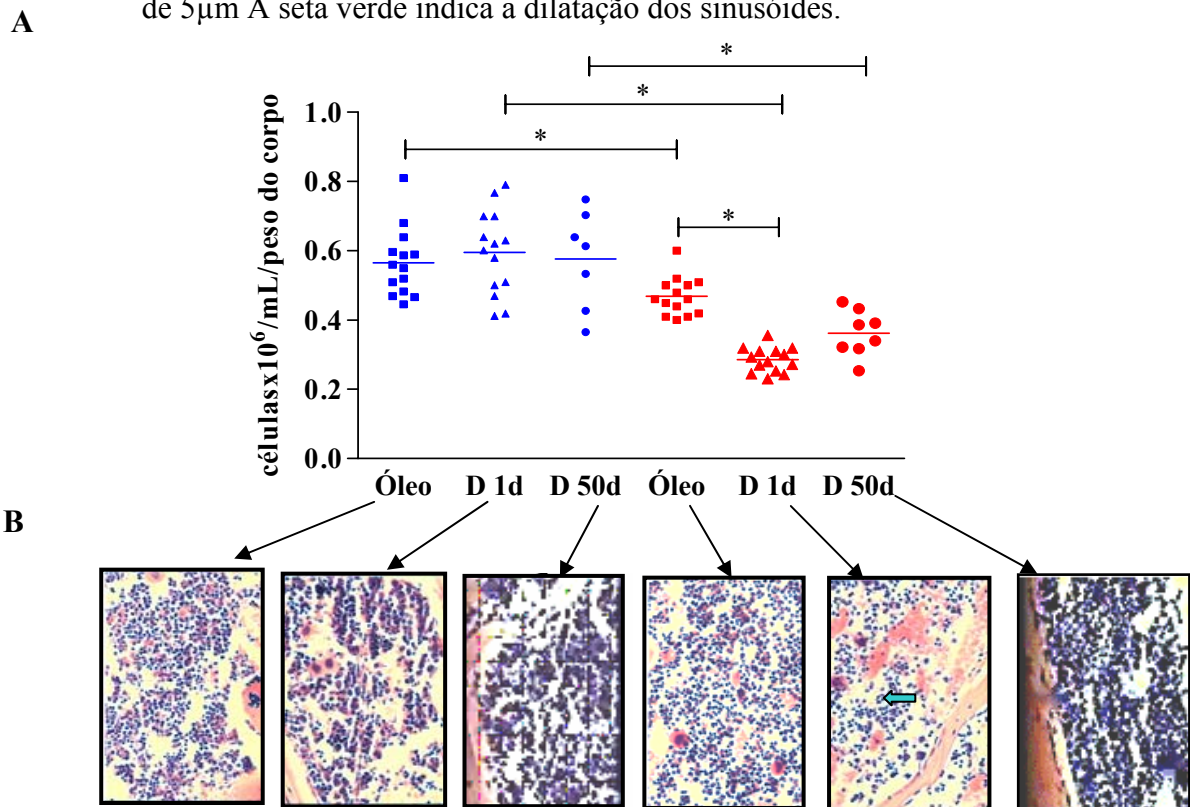 de 5µm A seta verde indica a dilatação dos sinusóides.
A
*
*
*
*
célulasx10⁶/mL/peso do corpo
1.0
0.8
0.6
0.4
0.2
0.0
Óleo D 1d D 50d Óleo D 1d D 50d
B